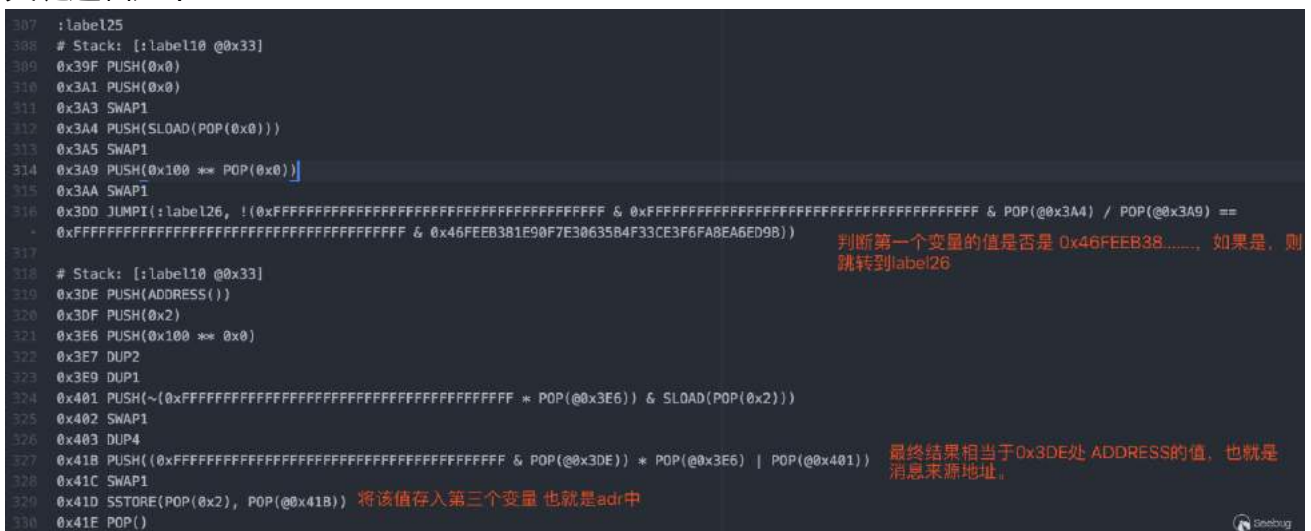 307 :label25
308 # Stack: [:label10 @0x33]
309 0x39F PUSH(0x0)
310 0x3A1 PUSH(0x0)
311 0x3A3 SWAP1
312 0x3A4 PUSH(SLOAD(POP(0x0)))
313 0x3A5 SWAP1
314 0x3A9 PUSH(0x100 ** POP(0x0))
315 0x3AA SWAP1
316 0x3DD JUMPI(:label26, !(0xFFFFFFFFFFFFFFFFFFFFFFFFFFFFFFFFFFFFFFFF & 0xFFFFFFFFFFFFFFFFFFFFFFFFFFFFFFFFFFFFFFFF & POP(@0x3A4) / POP(@0x3A9) ==
0xFFFFFFFFFFFFFFFFFFFFFFFFFFFFFFFFFFFFFFFF & 0x46FEEB381E90F7E30635B4F33CE3F6FA8EA6ED9B))
判断第一个变量的值是否是 0x46FEEB38......., 如果是，则
跳转到label26
317
318 # Stack: [:label10 @0x33]
319 0x3DE PUSH(ADDRESS())
320 0x3DF PUSH(0x2)
321 0x3E6 PUSH(0x100 ** 0x0)
322 0x3E7 DUP2
323 0x3E9 DUP1
324 0x401 PUSH(~(0xFFFFFFFFFFFFFFFFFFFFFFFFFFFFFFFFFFFFFFFF * POP(@0x3E6)) & SLOAD(POP(0x2)))
325 0x402 SWAP1
326 0x403 DUP4
327 0x41B PUSH((0xFFFFFFFFFFFFFFFFFFFFFFFFFFFFFFFFFFFFFFFF & POP(@0x3DE)) * POP(@0x3E6) | POP(@0x401))
最终结果相当于0x3DE处 ADDRESS的值，也就是
消息来源地址。
328 0x41C SWAP1
329 0x41D SSTORE(POP(0x2), POP(@0x41B)) 将该值存入第三个变量 也就是adr中
330 0x41E POP()
Seebug